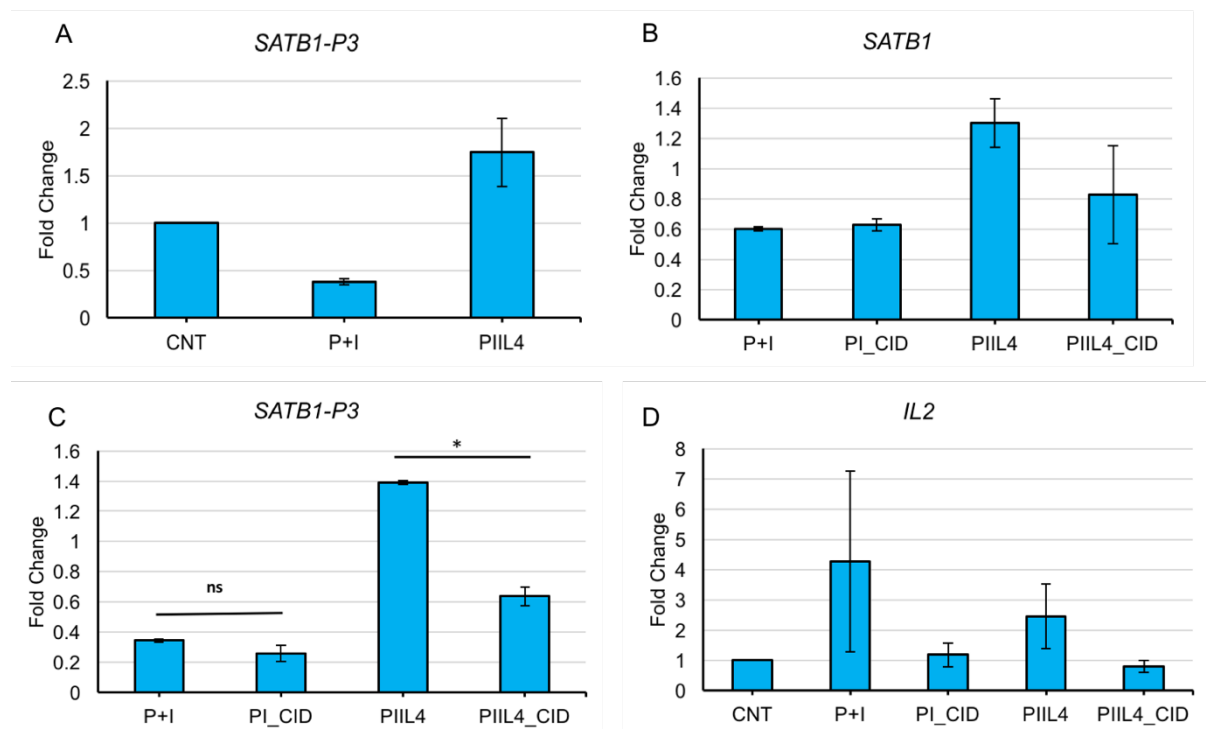 A
SATB1-P3
Fold Change
2.5
2
1.5
1
0.5
0
CNT P+I PIIL4
B
SATB1
Fold Change
1.6
1.4
1.2
1
0.8
0.6
0.4
0.2
0
P+I PI_CID PIIL4 PIIL4_CID
C
SATB1-P3
Fold Change
1.6
1.4
1.2
1
0.8
0.6
0.4
0.2
0
ns
*
P+I PI_CID PIIL4 PIIL4_CID
D
IL2
Fold Change
8
7
6
5
4
3
2
1
0
CNT P+I PI_CID PIIL4 PIIL4_CID